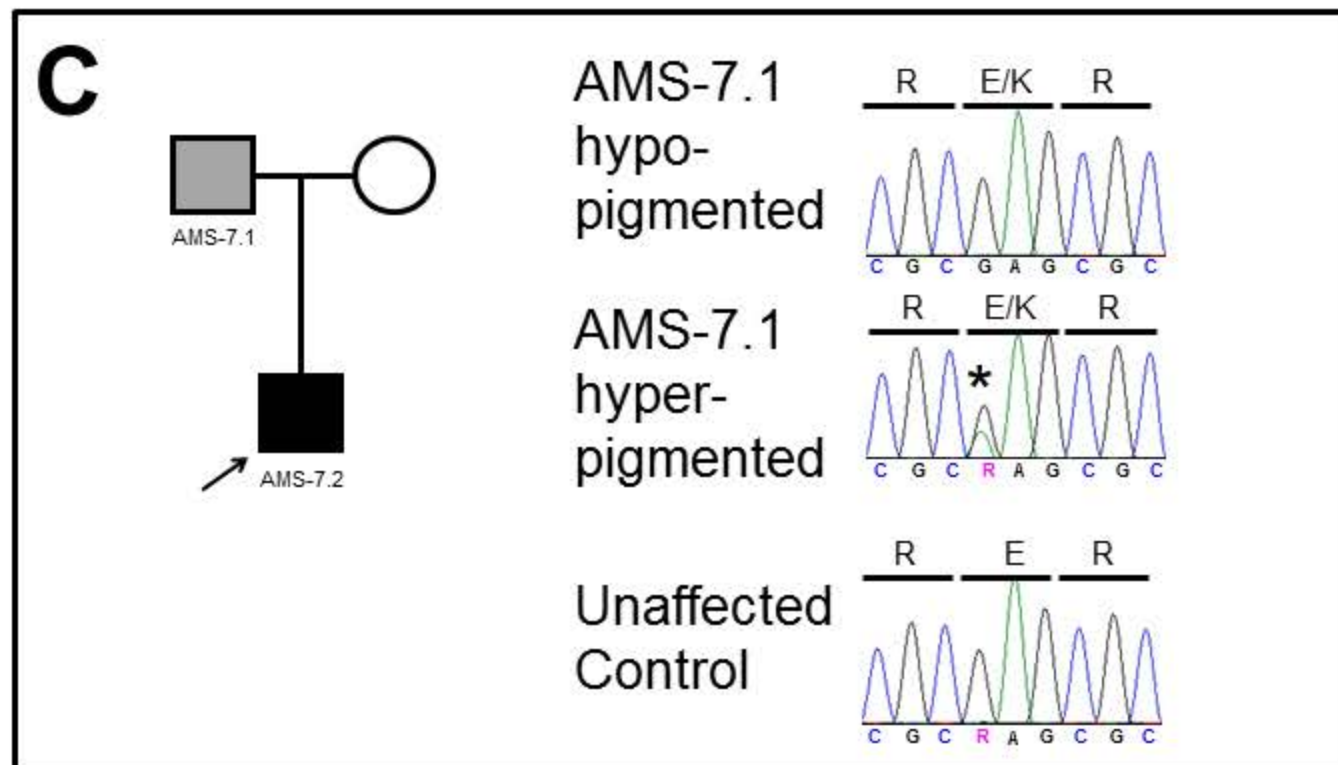 C
AMS-7.1
AMS-7.2
AMS-7.1
hypo-
pigmented
R E/K R
C G C G A G C G C
AMS-7.1
hyper-
pigmented
R E/K R
*
C G C R A G C G C
Unaffected
Control
R E R
C G C R A G C G C